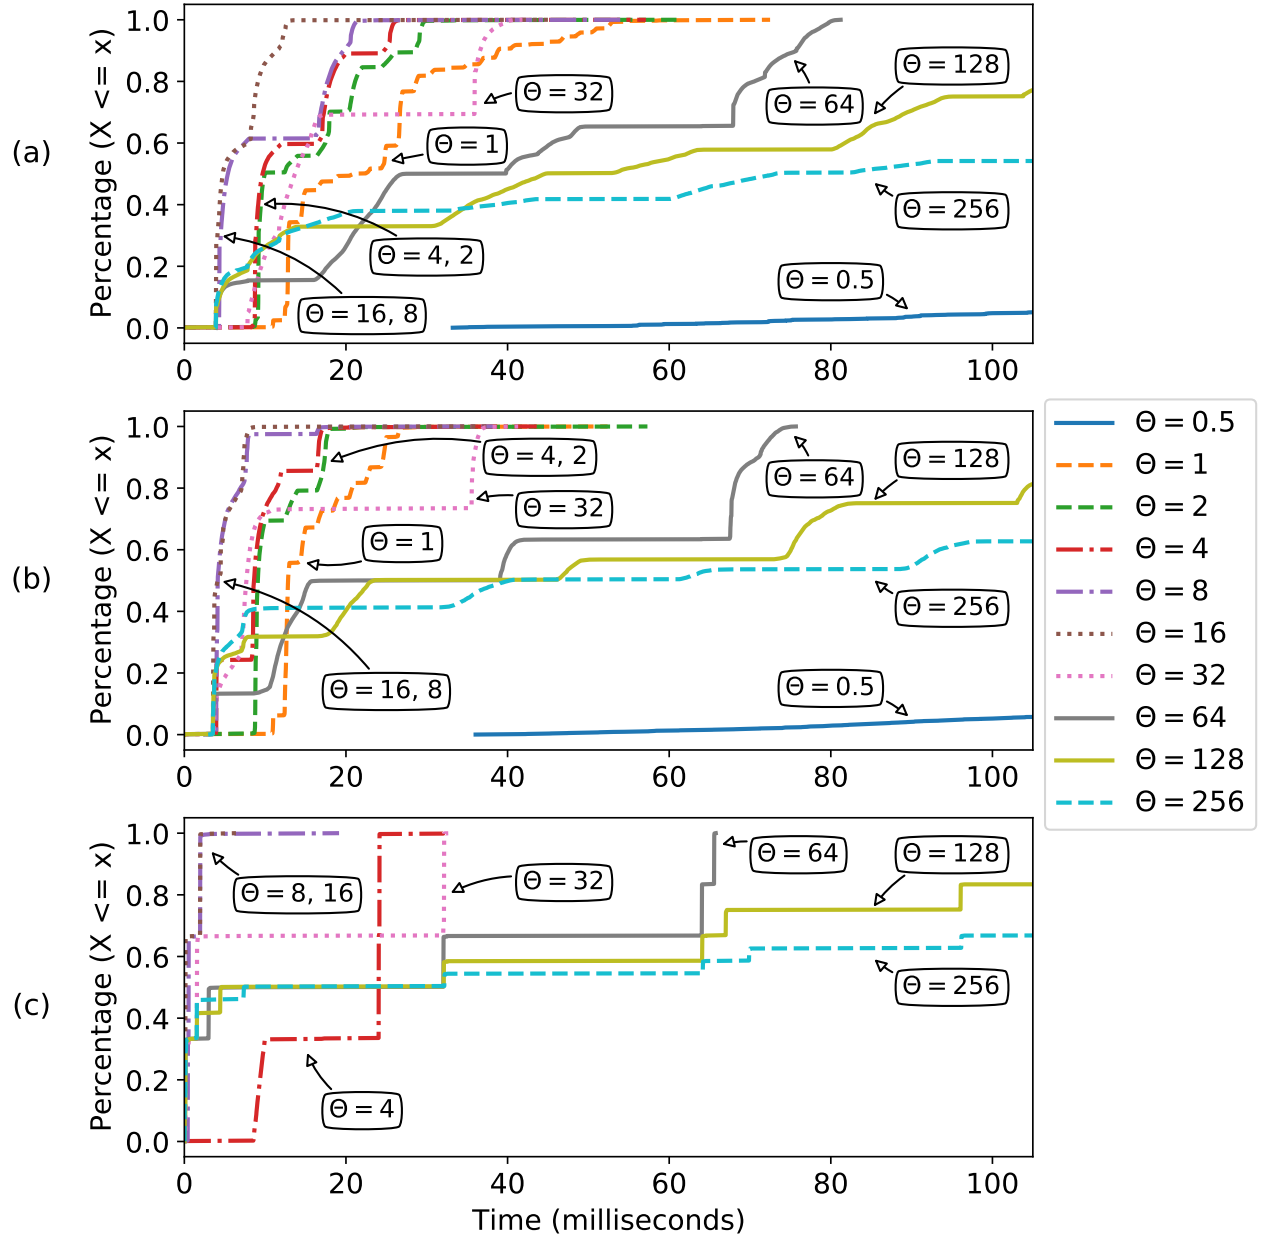 (a)
Percentage (X <= x)
1.0
0.8
0.6
0.4
0.2
0.0
Θ = 128
Θ = 32
Θ = 64
Θ = 1
Θ = 256
Θ = 4, 2
Θ = 0.5
Θ = 16, 8
0 20 40 60 80 100
(b)
Percentage (X <= x)
1.0
0.8
0.6
0.4
0.2
0.0
Θ = 4, 2
Θ = 128
Θ = 64
Θ = 32
Θ = 1
Θ = 256
Θ = 0.5
Θ = 16, 8
0 20 40 60 80 100
Θ = 0.5
Θ = 1
Θ = 2
Θ = 4
Θ = 8
Θ = 16
Θ = 32
Θ = 64
Θ = 128
Θ = 256
(c)
Percentage (X <= x)
1.0
0.8
0.6
0.4
0.2
0.0
Θ = 64
Θ = 128
Θ = 8, 16
Θ = 32
Θ = 256
Θ = 4
0 20 40 60 80 100
Time (milliseconds)